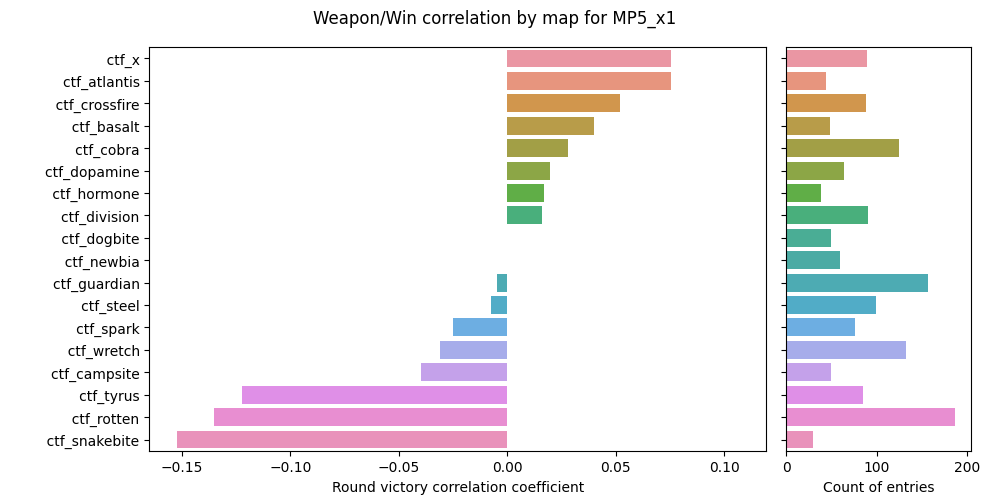 Weapon/Win correlation by map for MP5_x1
ctf_x
ctf_atlantis
ctf_crossfire
ctf_basalt
ctf_cobra
ctf_dopamine
ctf_hormone
ctf_division
ctf_dogbite
ctf_newbia
ctf_guardian
ctf_steel
ctf_spark
ctf_wretch
ctf_campsite
ctf_tyrus
ctf_rotten
ctf_snakebite
−0.15 −0.10 −0.05 0.00 0.05 0.10
Round victory correlation coefficient
0 100 200
Count of entries